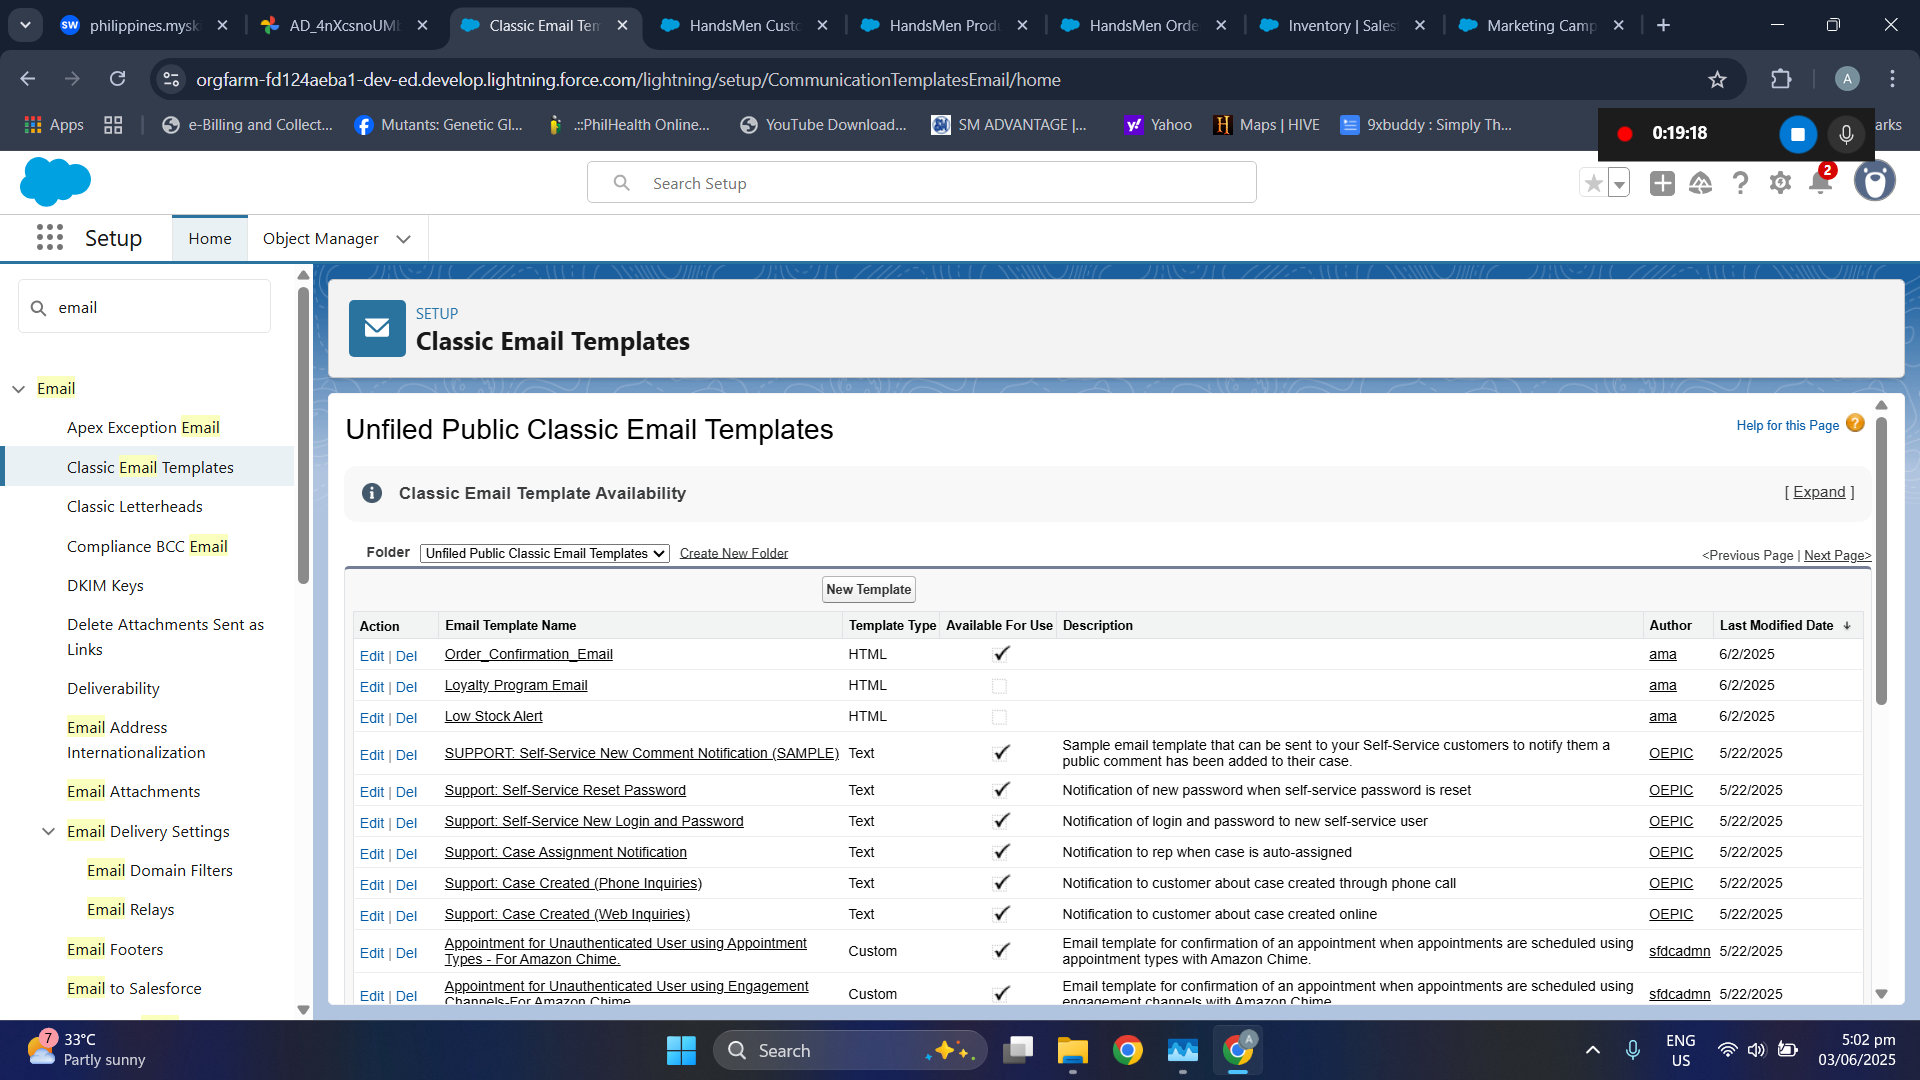 philippines.mysk
AD_4nXcsnoUM
Classic Email Tem
HandsMen Custo
HandsMen Produ
HandsMen Orde
Inventory | Sales
Marketing Camp
orgfarm-fd124aeba1-dev-ed.develop.lightning.force.com/lightning/setup/CommunicationTemplatesEmail/home
A
Apps
e-Billing and Collect...
Mutants: Genetic Gl...
.::PhilHealth Online...
YouTube Download...
SM ADVANTAGE |...
Yahoo
Maps | HIVE
9xbuddy : Simply Th...
0:19:18
arks
Search Setup
2
Setup
Home
Object Manager
email
Email
Apex Exception Email
Classic Email Templates
Classic Letterheads
Compliance BCC Email
DKIM Keys
Delete Attachments Sent as
Links
Deliverability
Email Address
Internationalization
Email Attachments
Email Delivery Settings
Email Domain Filters
Email Relays
Email Footers
Email to Salesforce
SETUP
Classic Email Templates
Unfiled Public Classic Email Templates
Help for this Page ?
Classic Email Template Availability
[ Expand ]
Folder Unfiled Public Classic Email Templates Create New Folder
<Previous Page | Next Page>
New Template
Action Email Template Name Template Type Available For Use Description Author Last Modified Date
Edit | Del Order_Confirmation_Email HTML ama 6/2/2025
Edit | Del Loyalty Program Email HTML ama 6/2/2025
Edit | Del Low Stock Alert HTML ama 6/2/2025
Edit | Del SUPPORT: Self-Service New Comment Notification (SAMPLE) Text Sample email template that can be sent to your Self-Service customers to notify them a
public comment has been added to their case. OEPIC 5/22/2025
Edit | Del Support: Self-Service Reset Password Text Notification of new password when self-service password is reset OEPIC 5/22/2025
Edit | Del Support: Self-Service New Login and Password Text Notification of login and password to new self-service user OEPIC 5/22/2025
Edit | Del Support: Case Assignment Notification Text Notification to rep when case is auto-assigned OEPIC 5/22/2025
Edit | Del Support: Case Created (Phone Inquiries) Text Notification to customer about case created through phone call OEPIC 5/22/2025
Edit | Del Support: Case Created (Web Inquiries) Text Notification to customer about case created online OEPIC 5/22/2025
Edit | Del Appointment for Unauthenticated User using Appointment
Types - For Amazon Chime. Custom Email template for confirmation of an appointment when appointments are scheduled using
appointment types with Amazon Chime. sfdcadmn 5/22/2025
Edit | Del Appointment for Unauthenticated User using Engagement
Channels-For Amazon Chime Custom Email template for confirmation of an appointment when appointments are scheduled using
engagement channels with Amazon Chime. sfdcadmn 5/22/2025
7
33°C
Partly sunny
Search
A
ENG
US
5:02 pm
03/06/2025